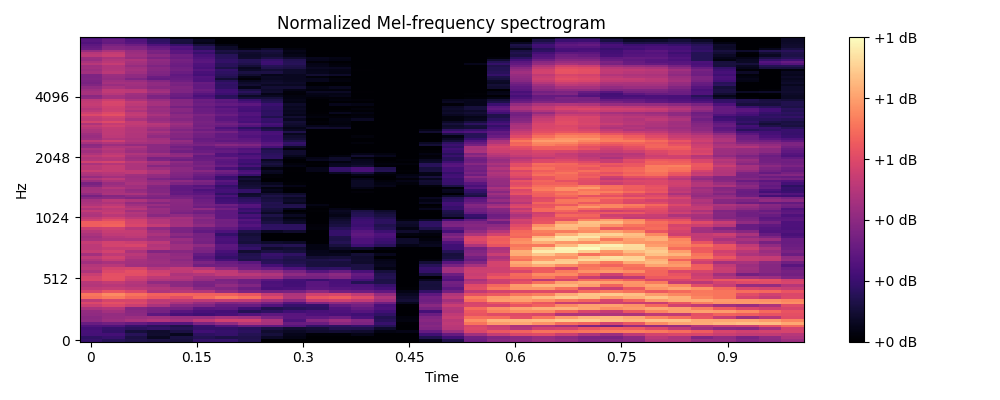 Normalized Mel-frequency spectrogram
Hz
4096
2048
1024
512
0
0 0.15 0.3 0.45 0.6 0.75 0.9
Time
+1 dB
+1 dB
+1 dB
+0 dB
+0 dB
+0 dB